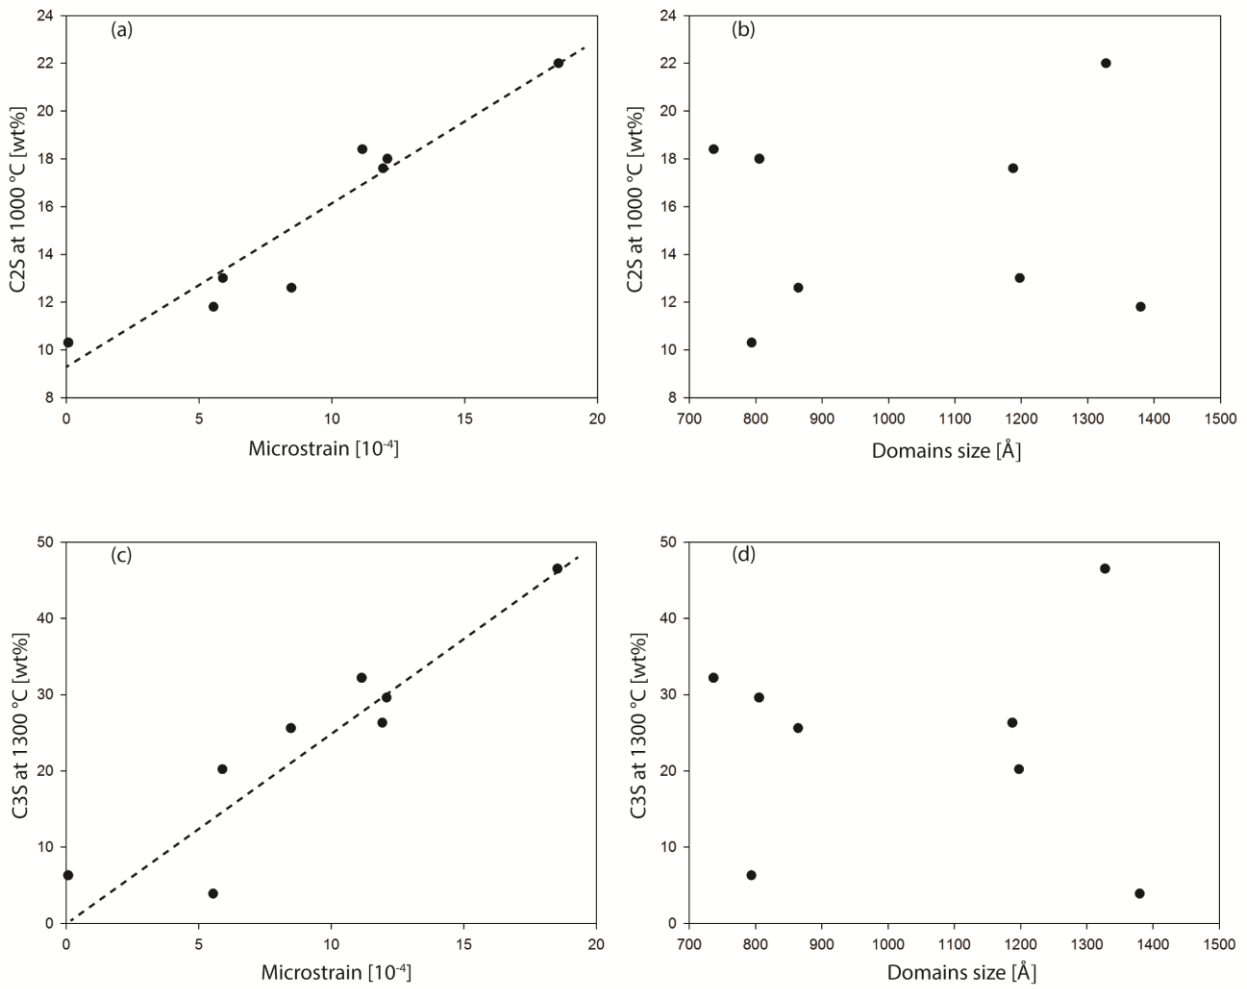 (a)
24
22
20
18
16
14
12
10
8
C2S at 1000 °C [wt%]
0 5 10 15 20
Microstrain [10⁻⁴]
(b)
24
22
20
18
16
14
12
10
8
C2S at 1000 °C [wt%]
700 800 900 1000 1100 1200 1300 1400 1500
Domains size [Å]
(c)
50
40
30
20
10
0
C3S at 1300 °C [wt%]
0 5 10 15 20
Microstrain [10⁻⁴]
(d)
50
40
30
20
10
0
C3S at 1300 °C [wt%]
700 800 900 1000 1100 1200 1300 1400 1500
Domains size [Å]